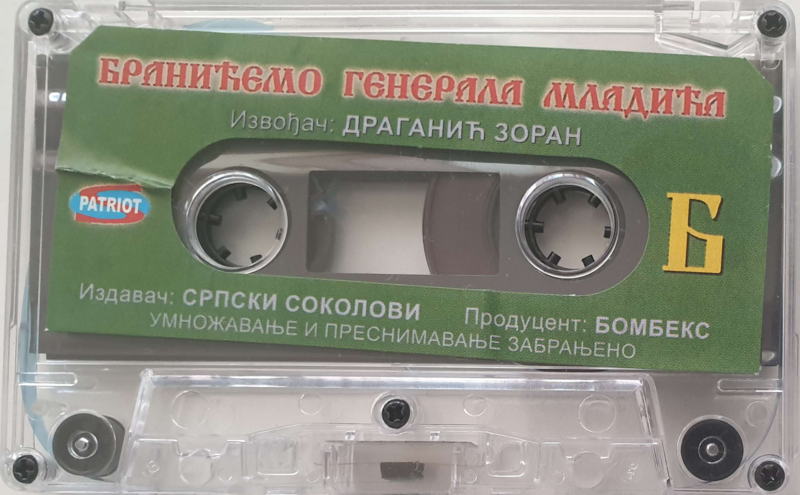 БРАНИЋЕМО ГЕНЕРАЛА МЛАДИЋА
Извођач: ДРАГАНИЋ ЗОРАН
PATRIOT
Б
Издавач: СРПСКИ СОКОЛОВИ
Продуцент: БОМБЕКС
УМНОЖАВАЊЕ И ПРЕСНИМАВАЊЕ ЗАБРАЊЕНО